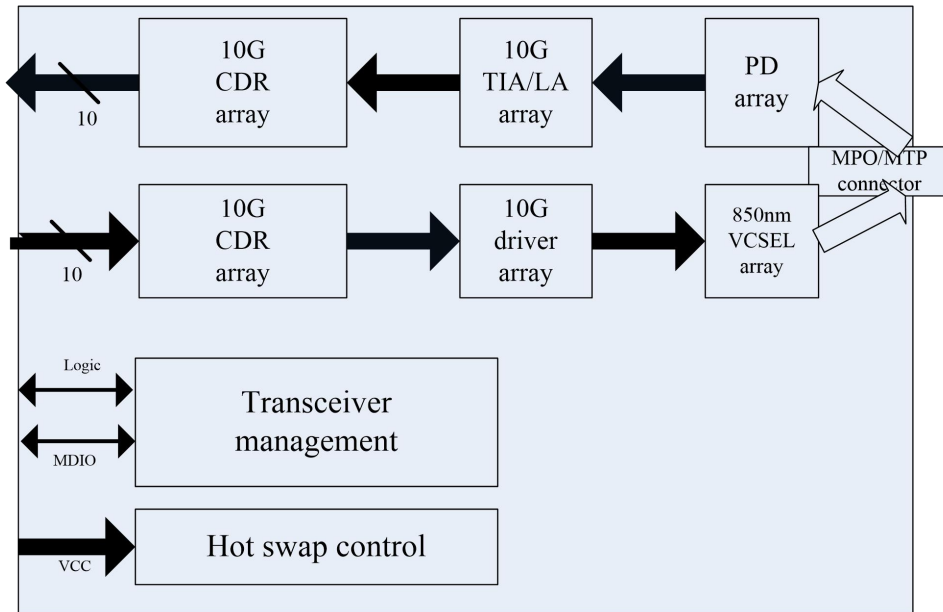 10G
CDR
array
10G
TIA/LA
array
PD
array
10
MPO/MTP
connector
10G
CDR
array
10G
driver
array
850nm
VCSEL
array
10
Logic
Transceiver
management
MDIO
Hot swap control
VCC